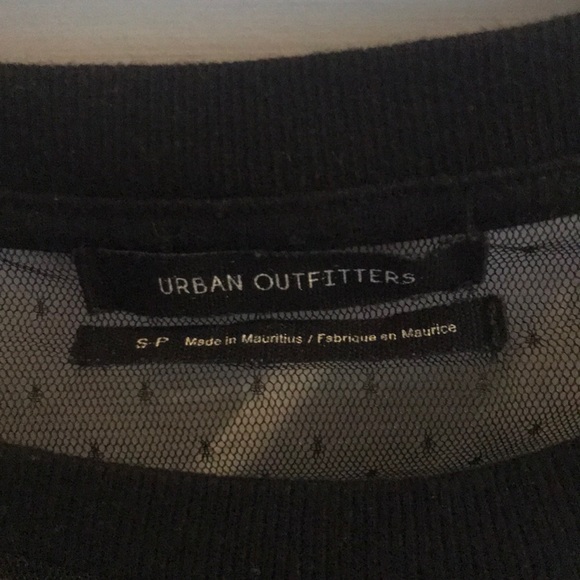 URBAN OUTFITTERS
S-P Made in Mauritius / Fabrique en Maurice